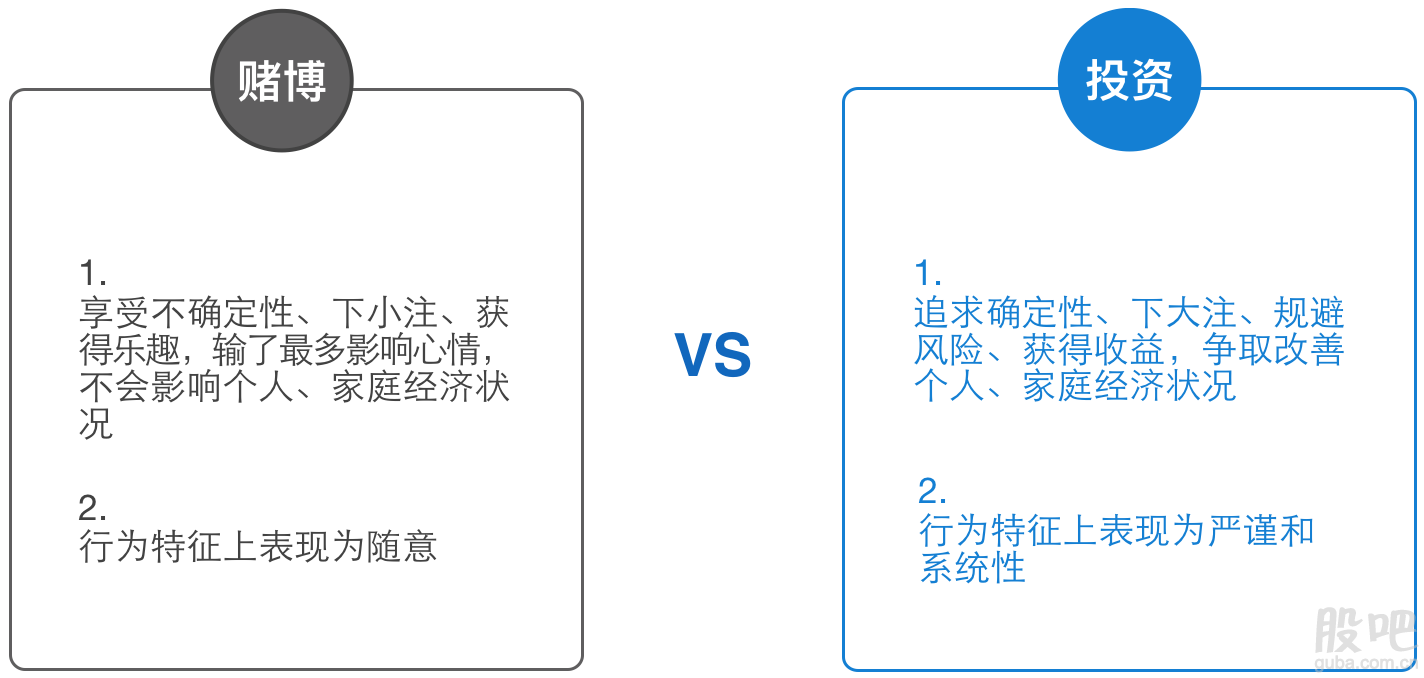 赌博
1.
享受不确定性、下小注、获
得乐趣，输了最多影响心情，
不会影响个人、家庭经济状
况
2.
行为特征上表现为随意
VS
投资
1.
追求确定性、下大注、规避
风险、获得收益，争取改善
个人、家庭经济状况
2.
行为特征上表现为严谨和
系统性
股吧
guba.com.cn